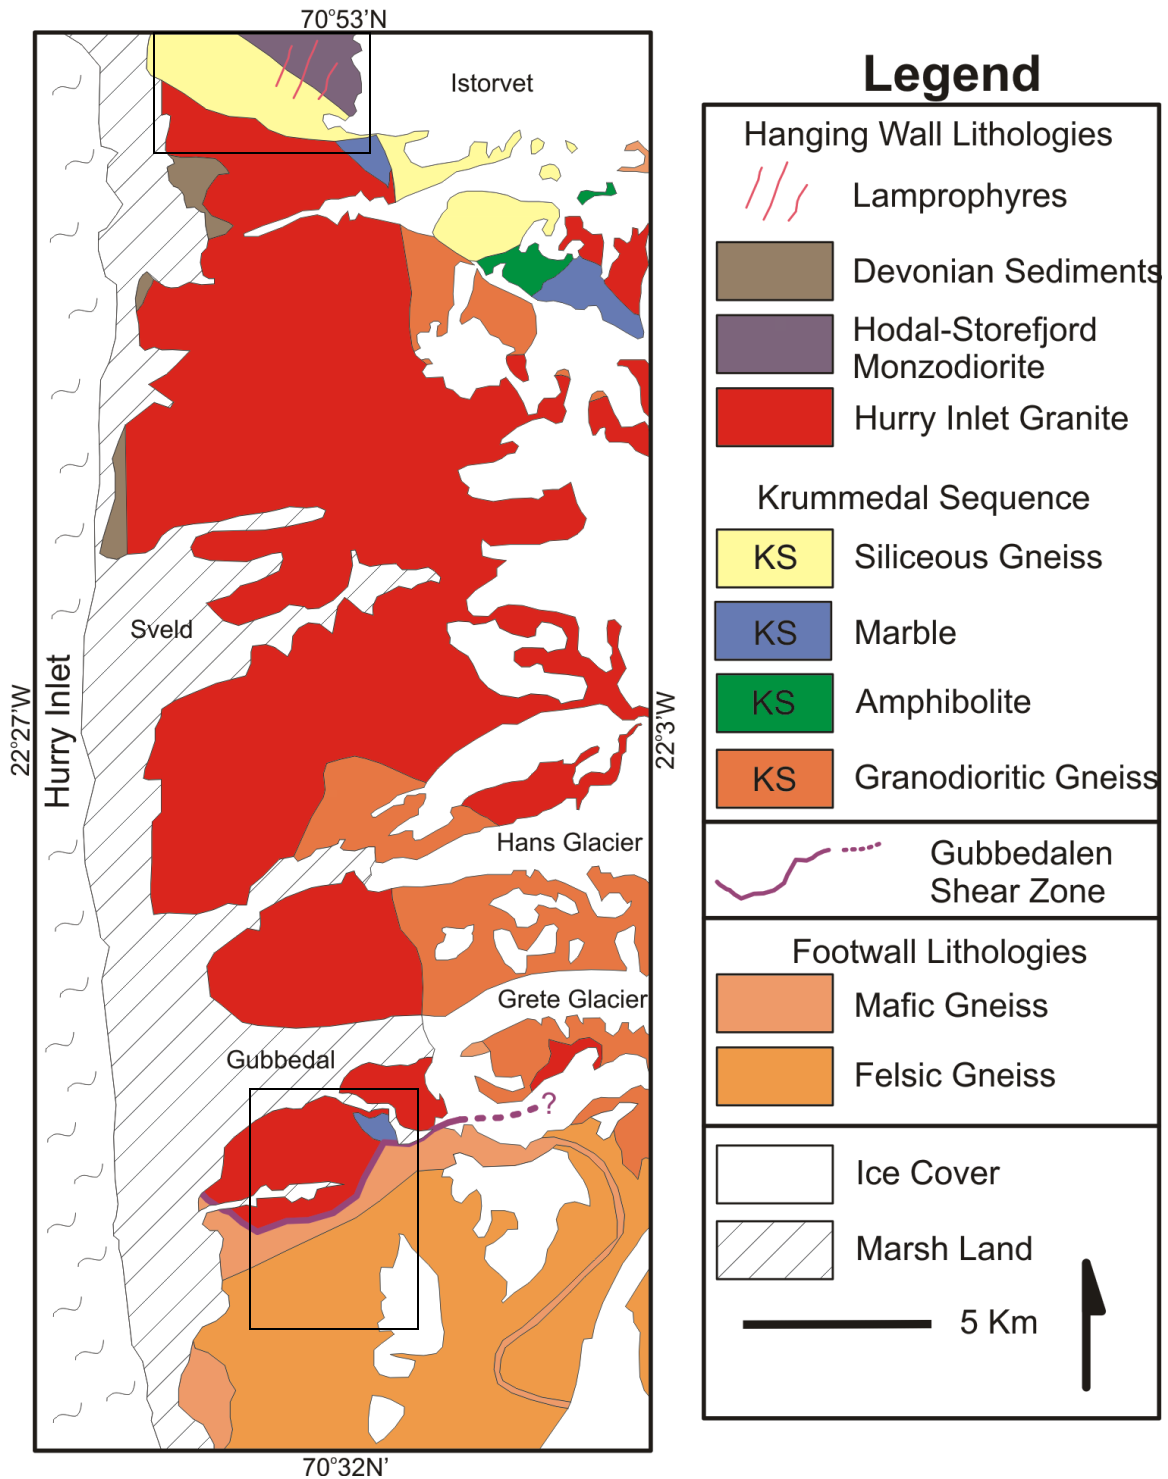 70°53'N
Istorvet
Sveld
Hurry Inlet
22°27'W
22°3'W
Hans Glacier
Grete Glacier
Gubbedal
?
70°32N'
Legend
Hanging Wall Lithologies
Lamprophyres
Devonian Sediments
Hodal-Storefjord
Monzodiorite
Hurry Inlet Granite
Krummedal Sequence
KS Siliceous Gneiss
KS Marble
KS Amphibolite
KS Granodioritic Gneiss
Gubbedalen
Shear Zone
Footwall Lithologies
Mafic Gneiss
Felsic Gneiss
Ice Cover
Marsh Land
5 Km